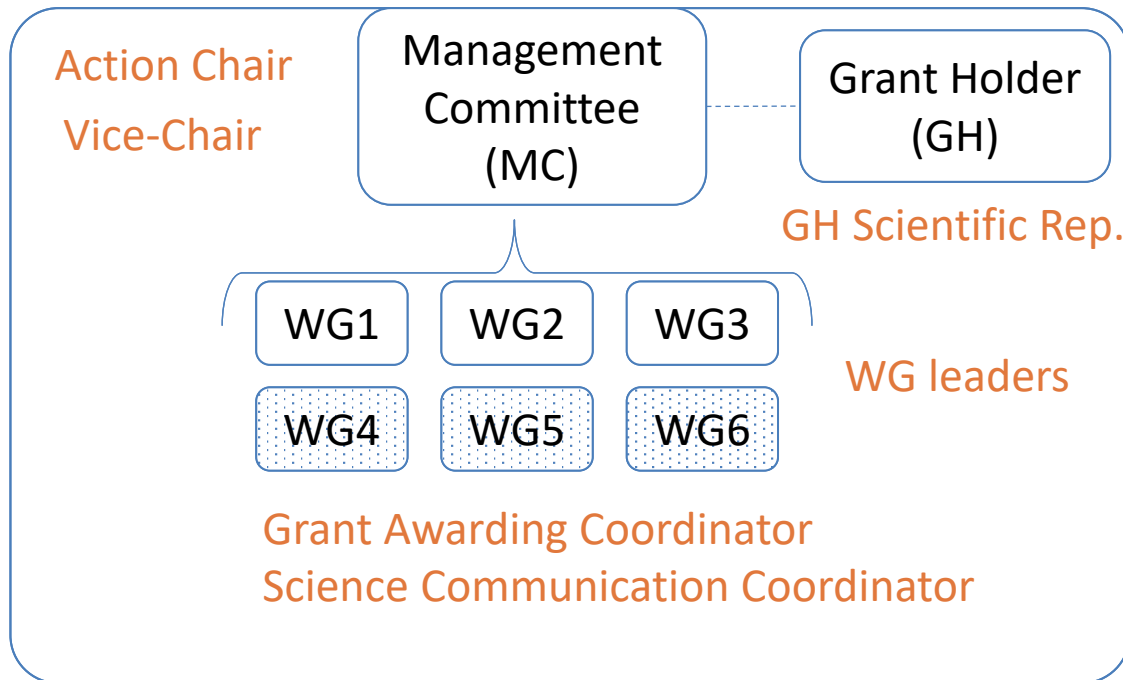 Action Chair
Vice-Chair
Management
Committee
(MC)
Grant Holder
(GH)
GH Scientific Rep.
WG1
WG2
WG3
WG4
WG5
WG6
WG leaders
Grant Awarding Coordinator
Science Communication Coordinator